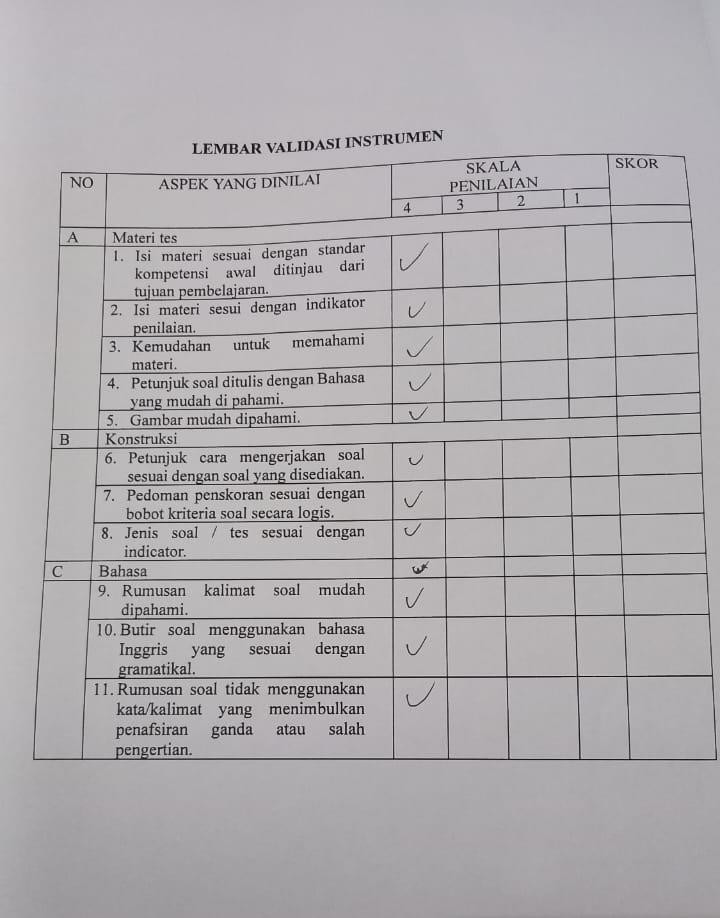 LEMBAR VALIDASI INSTRUMEN
NO ASPEK YANG DINILAI SKALA PENILAIAN SKOR
4 3 2 1
A Materi tes
1. Isi materi sesuai dengan standar
kompetensi awal ditinjau dari
tujuan pembelajaran.
2. Isi materi sesui dengan indikator
penilaian.
3. Kemudahan untuk memahami
materi.
4. Petunjuk soal ditulis dengan Bahasa
yang mudah di pahami.
5. Gambar mudah dipahami.
B Konstruksi
6. Petunjuk cara mengerjakan soal
sesuai dengan soal yang disediakan.
7. Pedoman penskoran sesuai dengan
bobot kriteria soal secara logis.
8. Jenis soal / tes sesuai dengan
indicator.
C Bahasa
9. Rumusan kalimat soal mudah
dipahami.
10. Butir soal menggunakan bahasa
Inggris yang sesuai dengan
gramatikal.
11. Rumusan soal tidak menggunakan
kata/kalimat yang menimbulkan
penafsiran ganda atau salah
pengertian.